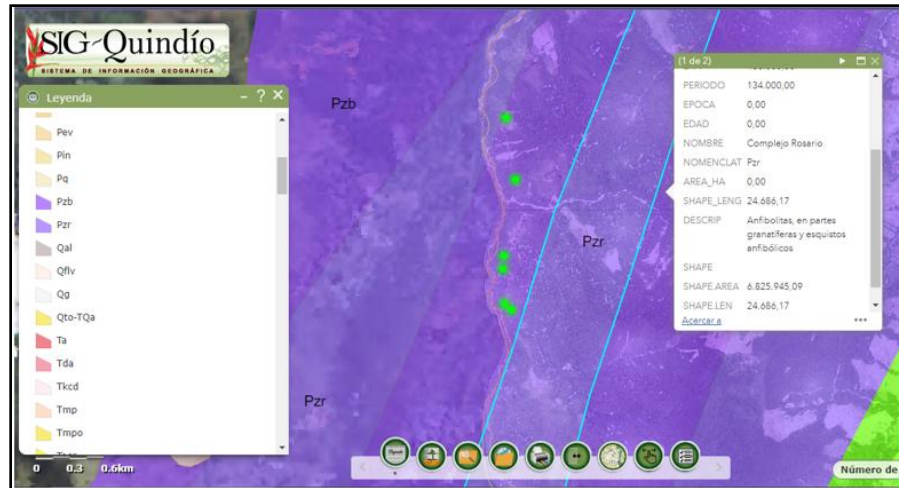 SIG-Quindío
SISTEMA DE INFORMACIÓN GEOGRÁFICA
Leyenda
Pev
Pin
Pq
Pzb
Pzr
Qal
Qflv
Qg
Qto-TQa
Ta
Tda
Tkcd
Tmp
Tmpo
0 0.3 0.6km
Pzb
Pzr
Pzr
(1 de 2)
PERIODO 134.000,00
EPOCA 0,00
EDAD 0,00
NOMBRE Complejo Rosario
NOMENCLAT Pzr
AREA_HA 0,00
SHAPE_LENG 24.686,17
DESCRIP Anfibolitas, en partes
granatíferas y esquistos
anfibólicos
SHAPE
SHAPE.AREA 6.825.945,09
SHAPE.LEN 24.686,17
Acercar a
Número de